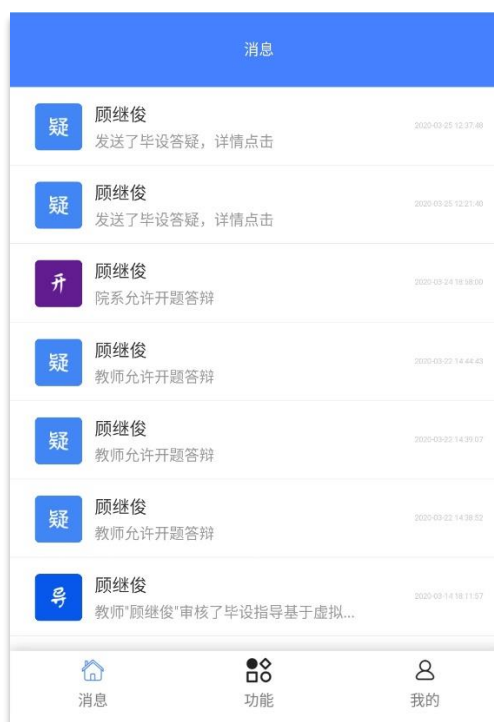 消息
疑
顾继俊
2020-03-25 12:37:48
发送了毕设答疑，详情点击
疑
顾继俊
2020-03-25 12:21:40
发送了毕设答疑，详情点击
开
顾继俊
2020-03-24 18:58:00
院系允许开题答辩
疑
顾继俊
2020-03-22 14:44:43
教师允许开题答辩
疑
顾继俊
2020-03-22 14:39:07
教师允许开题答辩
疑
顾继俊
2020-03-22 14:38:52
教师允许开题答辩
导
顾继俊
2020-03-14 18:11:57
教师"顾继俊"审核了毕设指导基于虚拟...
消息
功能
我的